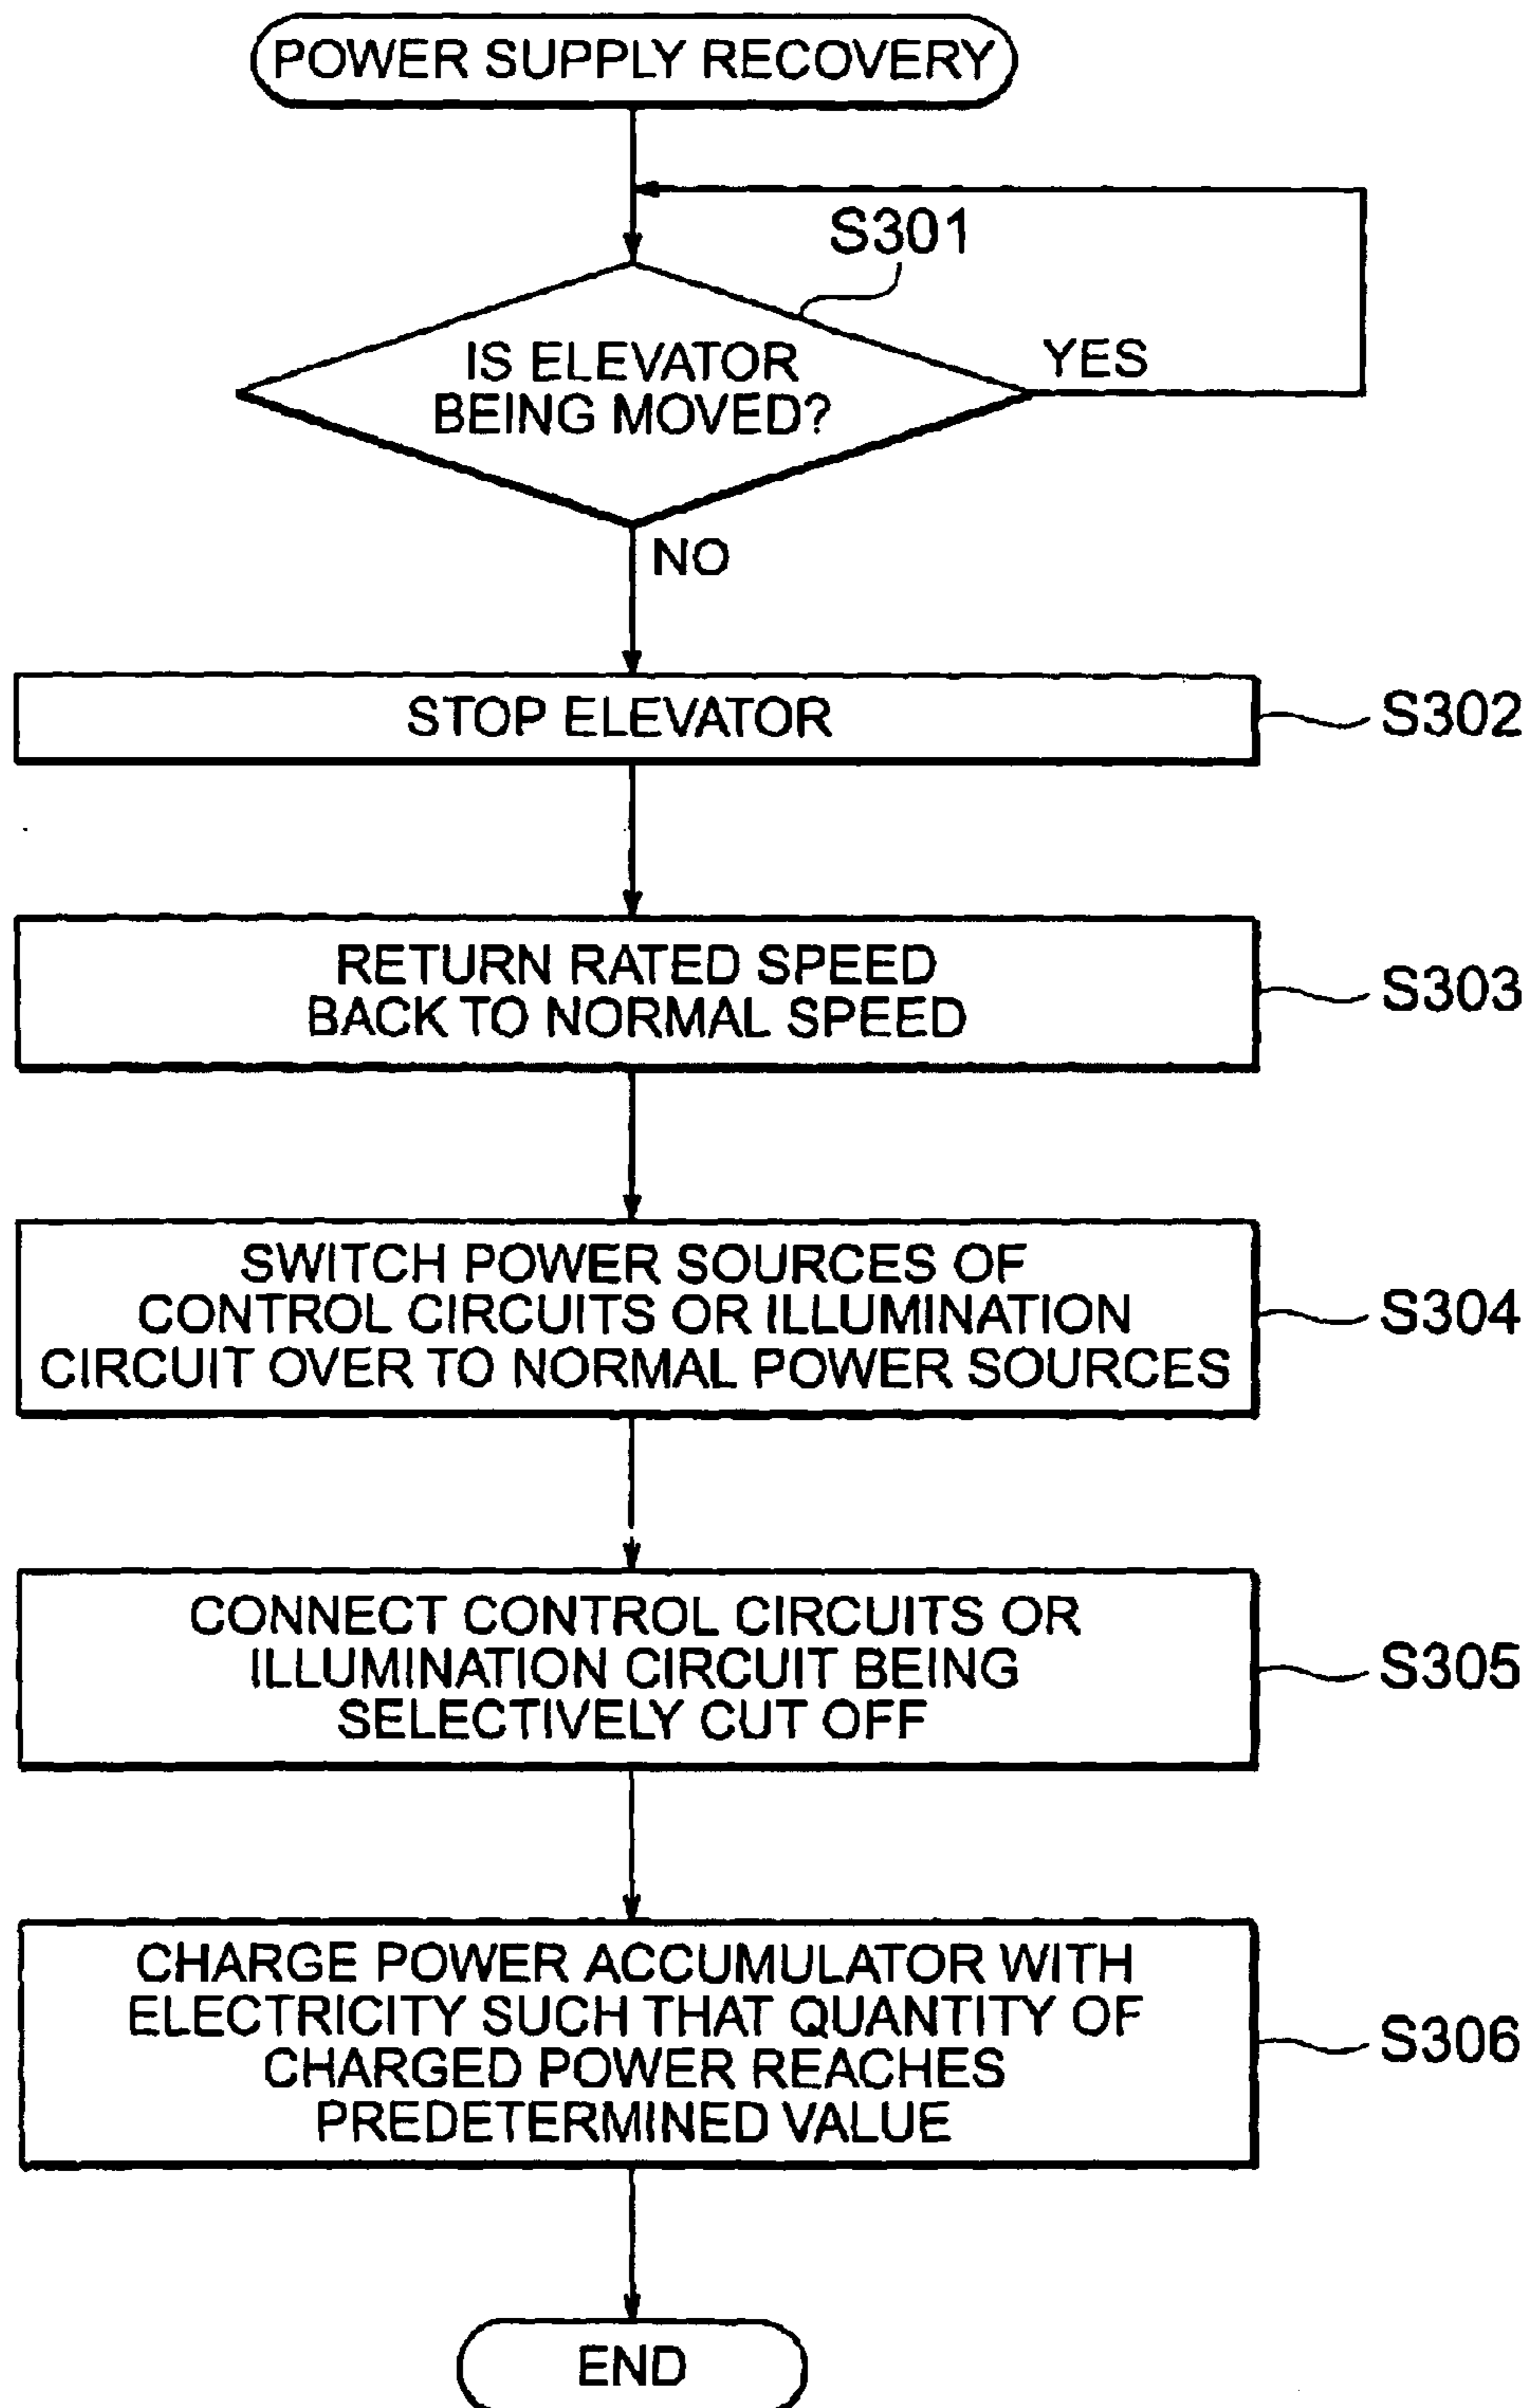 POWER SUPPLY RECOVERY
S301
IS ELEVATOR
BEING MOVED?
YES
NO
STOP ELEVATOR
S302
RETURN RATED SPEED
BACK TO NORMAL SPEED
S303
SWITCH POWER SOURCES OF
CONTROL CIRCUITS OR ILLUMINATION
CIRCUIT OVER TO NORMAL POWER SOURCES
S304
CONNECT CONTROL CIRCUITS OR
ILLUMINATION CIRCUIT BEING
SELECTIVELY CUT OFF
S305
CHARGE POWER ACCUMULATOR WITH
ELECTRICITY SUCH THAT QUANTITY OF
CHARGED POWER REACHES
PREDETERMINED VALUE
S306
END